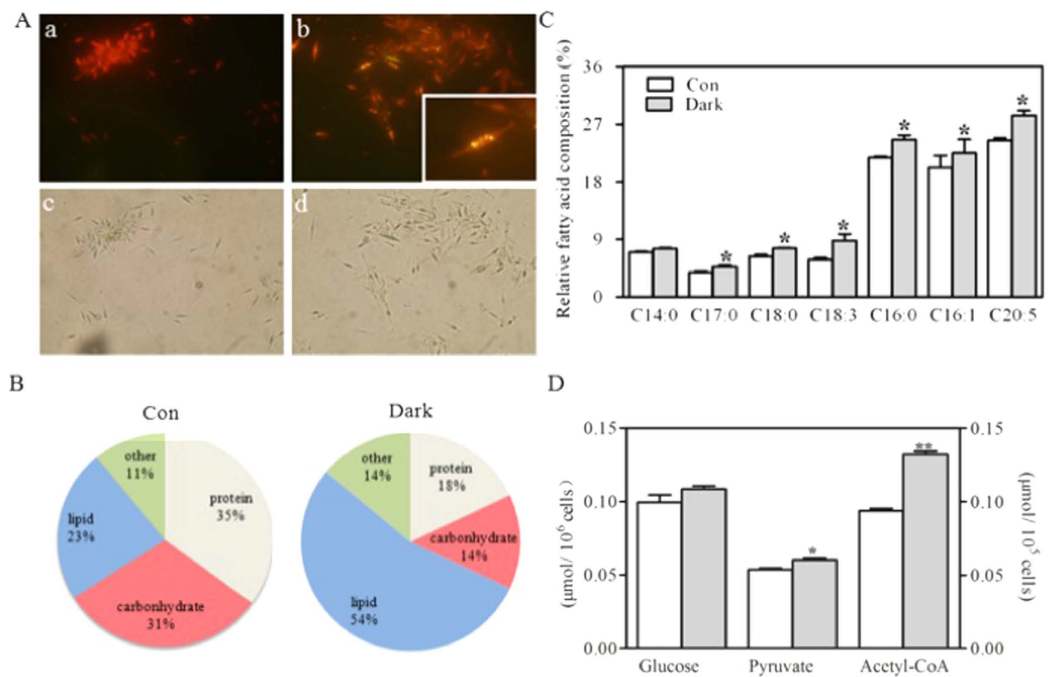 A
a
b
c
d
B
Con
other
11%
protein
35%
lipid
23%
carbonhydrate
31%
Dark
other
14%
protein
18%
carbonhydrate
14%
lipid
54%
C
Relative fatty acid composition (%)
36
27
18
9
0
Con
Dark
*
*
*
*
*
*
C14:0 C17:0 C18:0 C18:3 C16:0 C16:1 C20:5
D
(μmol/ 10⁶ cells)
0.15
0.10
0.05
0.00
*
**
Glucose Pyruvate Acetyl-CoA
0.15
0.10
0.05
0.00
(μmol/ 10⁵ cells)